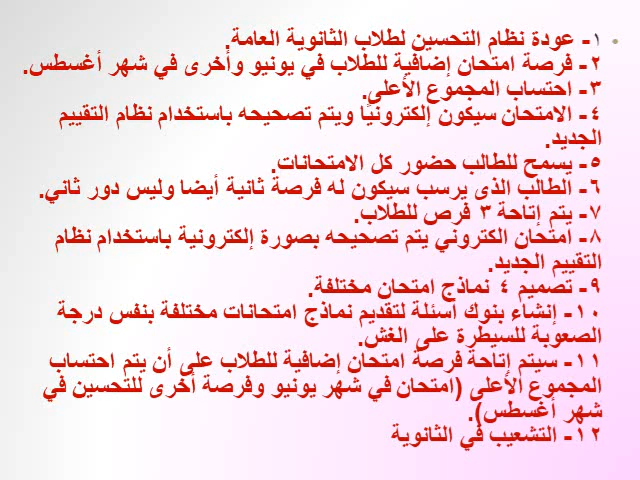 ١- عودة نظام التحسين لطلاب الثانوية العامة.
٢- فرصة امتحان إضافية للطلاب في يونيو وأخرى في شهر أغسطس.
٣- احتساب المجموع الأعلى.
٤- الامتحان سيكون إلكترونيًا ويتم تصحيحه باستخدام نظام التقييم
الجديد.
٥- يسمح للطالب حضور كل الامتحانات.
٦- الطالب الذى يرسب سيكون له فرصة ثانية أيضا وليس دور ثاني.
٧- يتم إتاحة ٣ فرص للطلاب.
٨- امتحان الكتروني يتم تصحيحه بصورة إلكترونية باستخدام نظام
التقييم الجديد.
٩- تصميم ٤ نماذج امتحان مختلفة.
١٠- إنشاء بنوك أسئلة لتقديم نماذج امتحانات مختلفة بنفس درجة
الصعوبة للسيطرة على الغش.
١١- سيتم إتاحة فرصة امتحان إضافية للطلاب على أن يتم احتساب
المجموع الأعلى (امتحان في شهر يونيو وفرصة أخرى للتحسين في
شهر أغسطس).
١٢- التشعيب في الثانوية